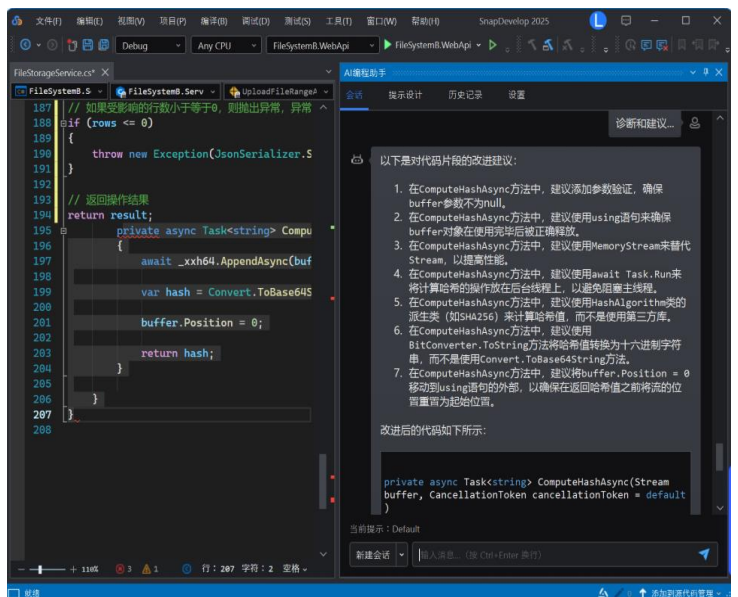 文件(F) 编辑(E) 视图(V) 项目(P) 编译(B) 调试(D) 测试(S) 工具(T) 窗口(W) 帮助(H) SnapDevelop 2025 L
Debug Any CPU FileSystemB.WebApi FileSystemB.WebApi
FileStorageService.cs*
FileSystemB.S FileSystemB.Serv UploadFileRangeA
187 // 如果受影响的行数小于等于0，则抛出异常，异常
188 if (rows <= 0)
189 {
190 throw new Exception(JsonSerializer.S
191 }
192
193 // 返回操作结果
194 return result;
195 private async Task<string> Compu
196 {
197 await _xxh64.AppendAsync(buf
198
199 var hash = Convert.ToBase64S
200
201 buffer.Position = 0;
202
203 return hash;
204 }
205
206 }
207 }
208
110% 3 1 行: 207 字符: 2 空格
AI编程助手
会话 提示设计 历史记录 设置
诊断和建议...
以下是对代码片段的改进建议:
1. 在ComputeHashAsync方法中，建议添加参数验证，确保
buffer参数不为null。
2. 在ComputeHashAsync方法中，建议使用using语句来确保
buffer对象在使用完毕后被正确释放。
3. 在ComputeHashAsync方法中，建议使用MemoryStream来替代
Stream，以提高性能。
4. 在ComputeHashAsync方法中，建议使用await Task.Run来
将计算哈希的操作放在后台线程上，以避免阻塞主线程。
5. 在ComputeHashAsync方法中，建议使用HashAlgorithm类的
派生类（如SHA256）来计算哈希值，而不是使用第三方库。
6. 在ComputeHashAsync方法中，建议使用
BitConverter.ToString方法将哈希值转换为十六进制字符
串，而不是使用Convert.ToBase64String方法。
7. 在ComputeHashAsync方法中，建议将buffer.Position = 0
移动到using语句的外部，以确保在返回哈希值之前将流的位
置重置为起始位置。
改进后的代码如下所示:
private async Task<string> ComputeHashAsync(Stream
buffer, CancellationToken cancellationToken = default
)
当前提示：Default
新建会话 输入消息... (按 Ctrl+Enter 换行)
就绪 0 添加到源代码管理